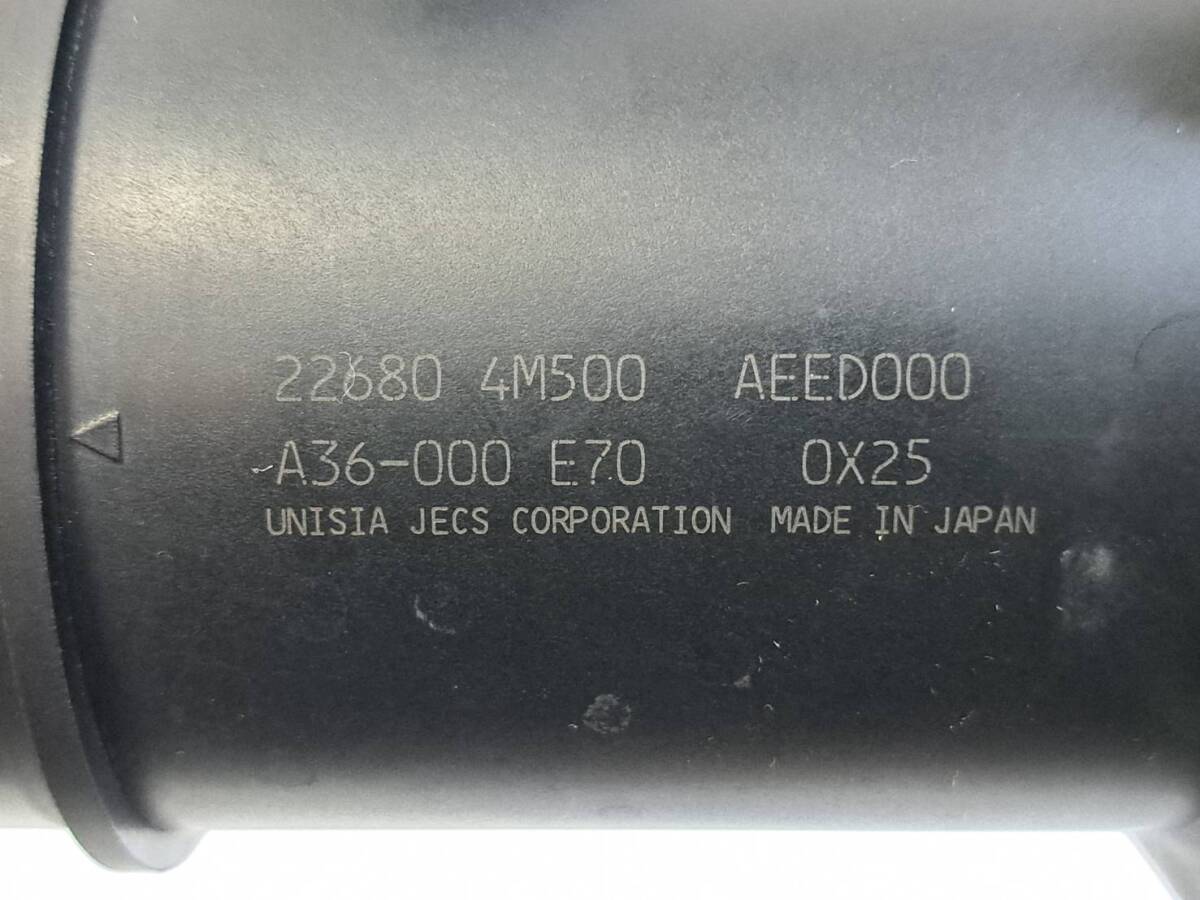 22680 4M500 AEED000
A36-000 E70 0X25
UNISIA JECS CORPORATION MADE IN JAPAN